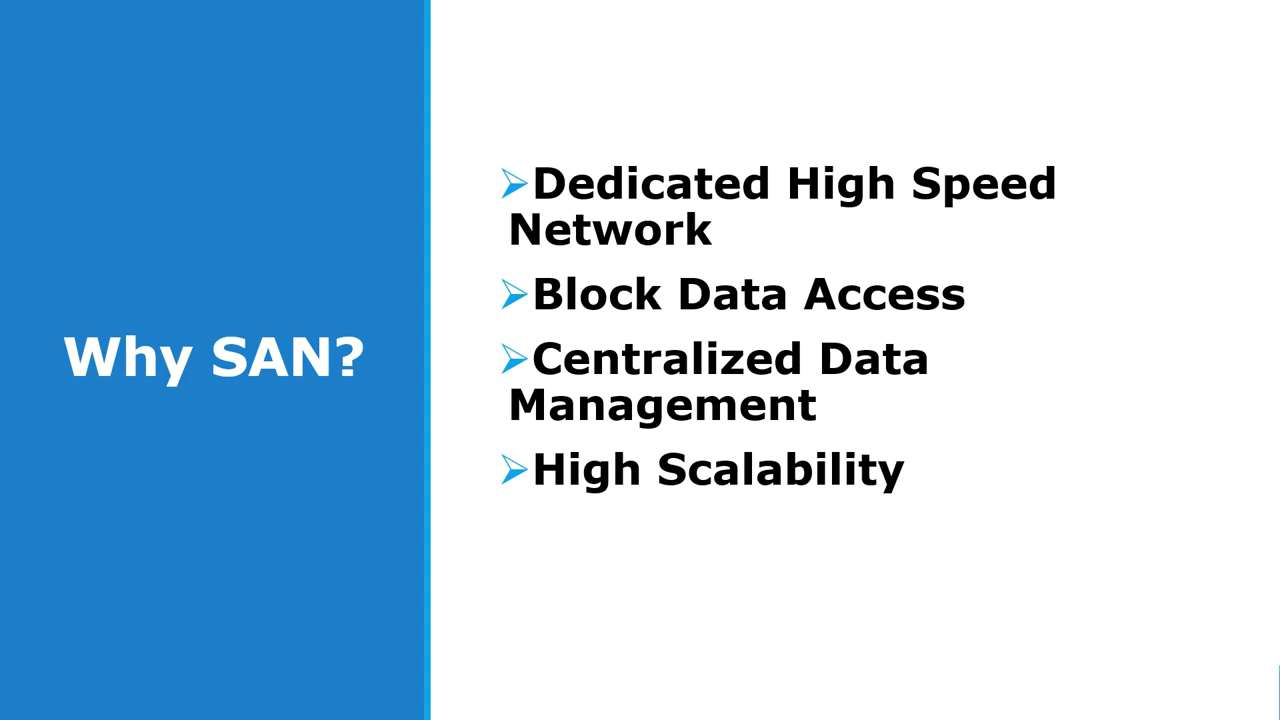 Why SAN?
➢Dedicated High Speed
Network
➢Block Data Access
➢Centralized Data
Management
➢High Scalability